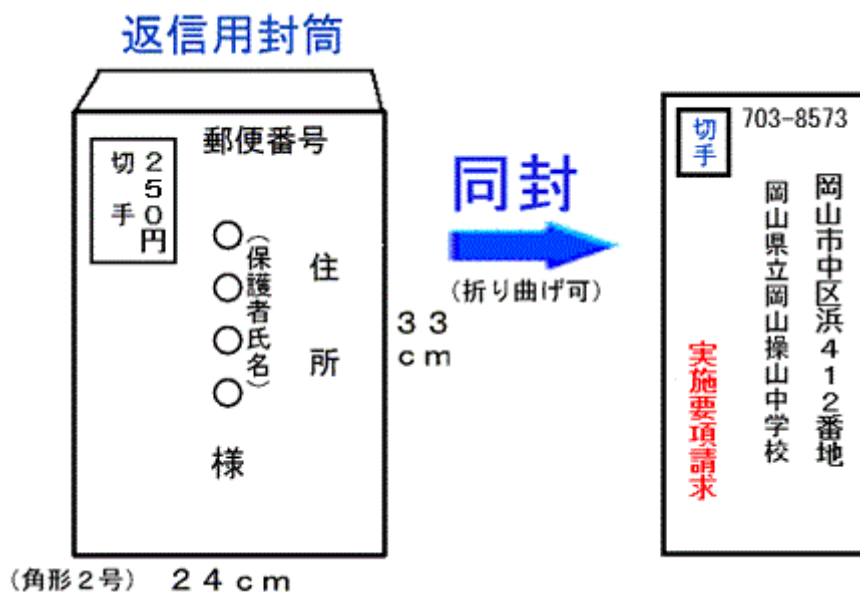 返信用封筒
郵便番号
切手
250円
住所
(保護者氏名)
○○○○様
33
cm
(角形2号) 24cm
同封
(折り曲げ可)
切手
703-8573
岡山市中区浜412番地
岡山県立岡山操山中学校
実施要項請求